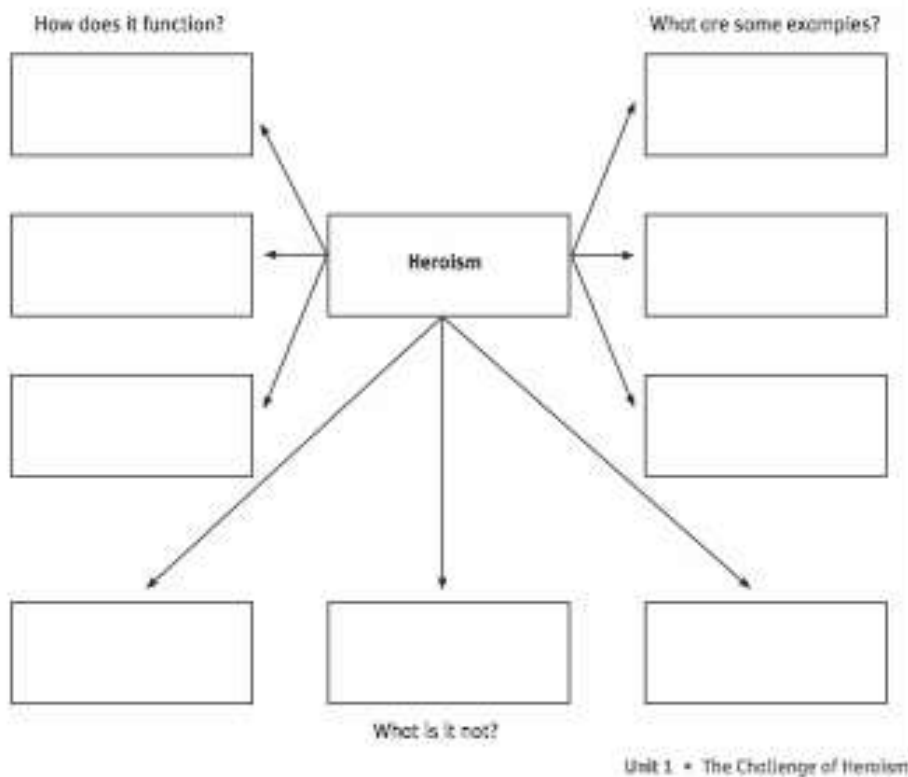 How does it function?
What are some examples?
Heroism
What is it not?
Unit 1 • The Challenge of Heroism